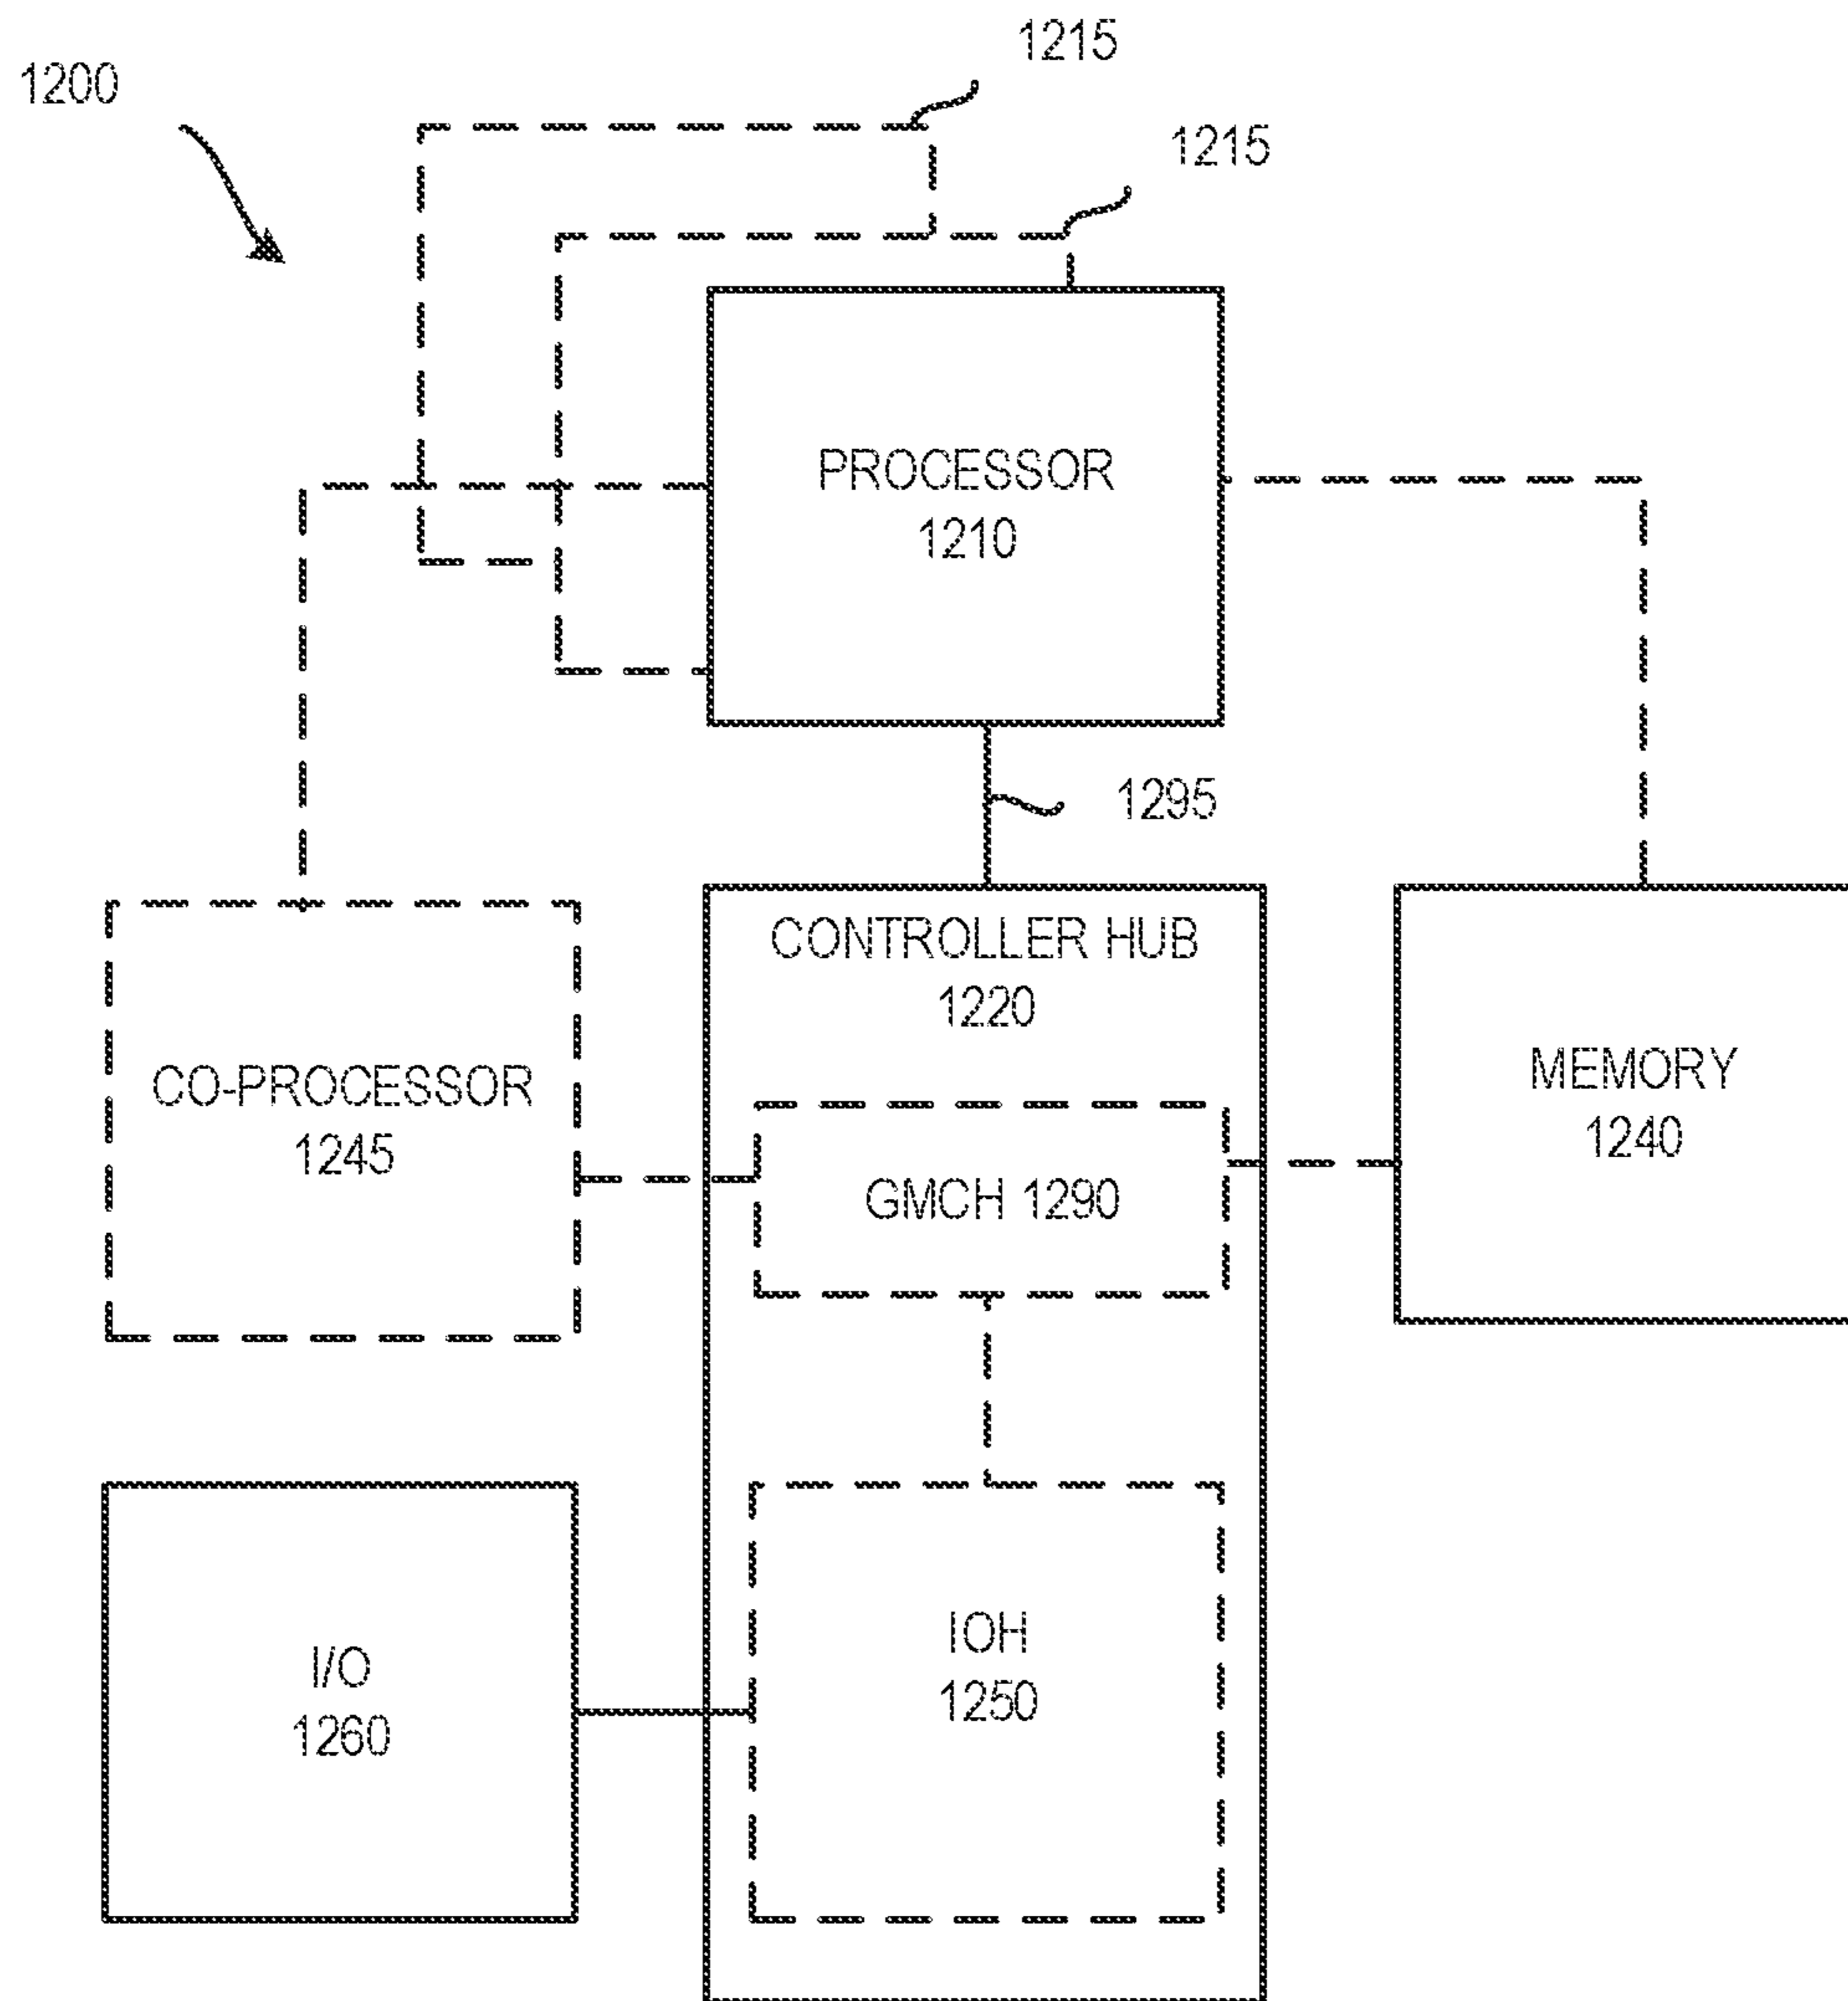 1215
1200
1215
PROCESSOR
1210
1295
CONTROLLER HUB
1220
MEMORY
1240
CO-PROCESSOR
1245
GMCH 1290
IOH
1250
I/O
1260